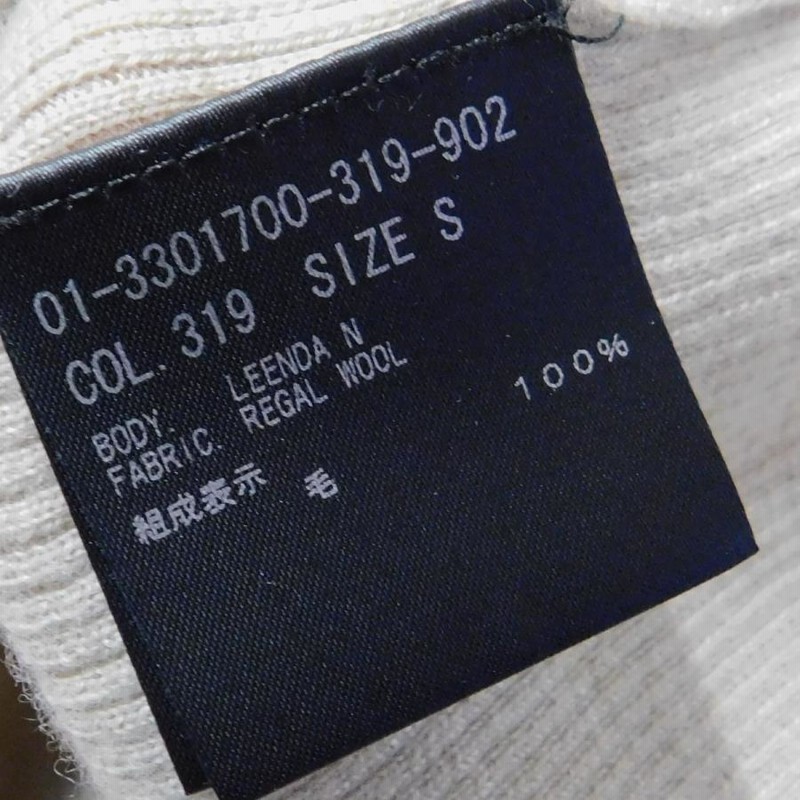 01-3301700-319-902
COL. 319 SIZE S
BODY. LEENDA N
FABRIC. REGAL WOOL
組成表示 毛 100%